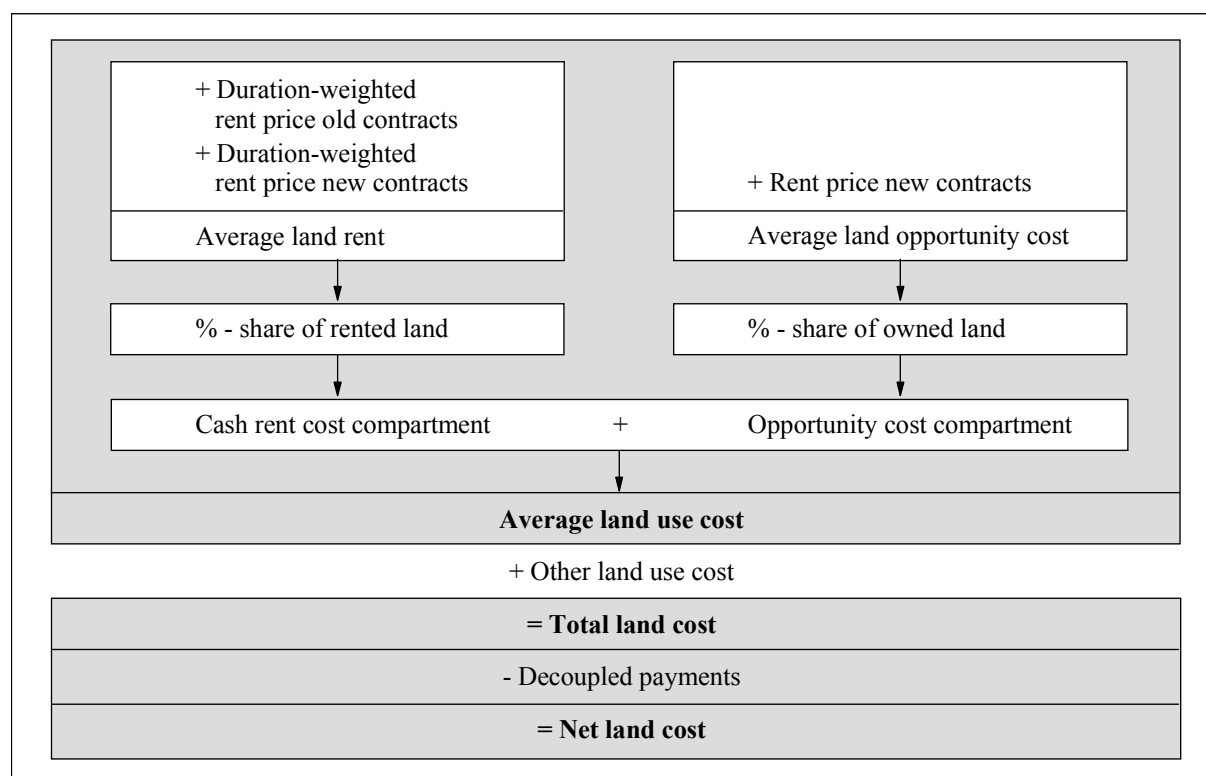 + Duration-weighted
rent price old contracts
+ Duration-weighted
rent price new contracts
Average land rent
+ Rent price new contracts
Average land opportunity cost
% - share of rented land
% - share of owned land
Cash rent cost compartment + Opportunity cost compartment
Average land use cost
+ Other land use cost
= Total land cost
- Decoupled payments
= Net land cost